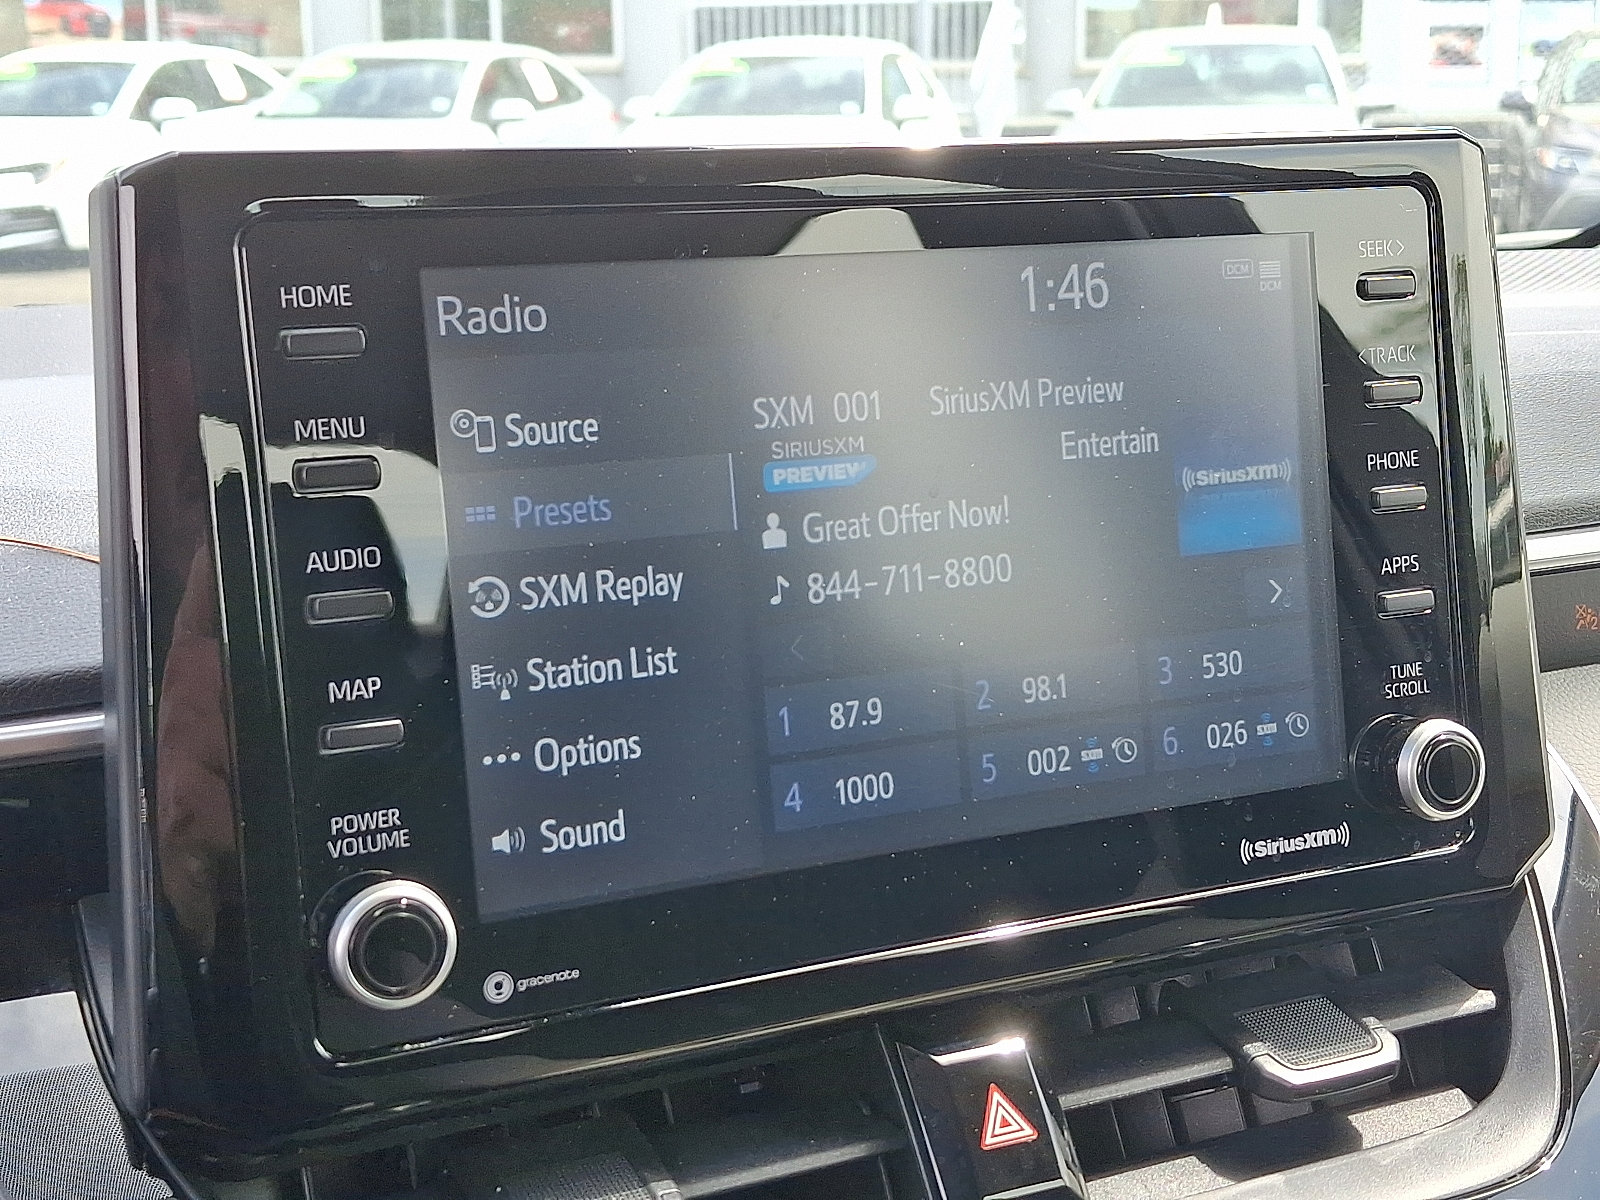 HOME
MENU
AUDIO
MAP
POWER
VOLUME
Radio
1:46
DCM
DCM
Source
Presets
SXM Replay
Station List
Options
Sound
SXM 001 SiriusXM Preview
SIRIUSXM
PREVIEW
Entertain
SiriusXM
Great Offer Now!
844-711-8800
1 87.9
2 98.1
3 530
4 1000
5 002
6 026
SEEK>
<TRACK
PHONE
APPS
TUNE
SCROLL
gracenote
SiriusXM